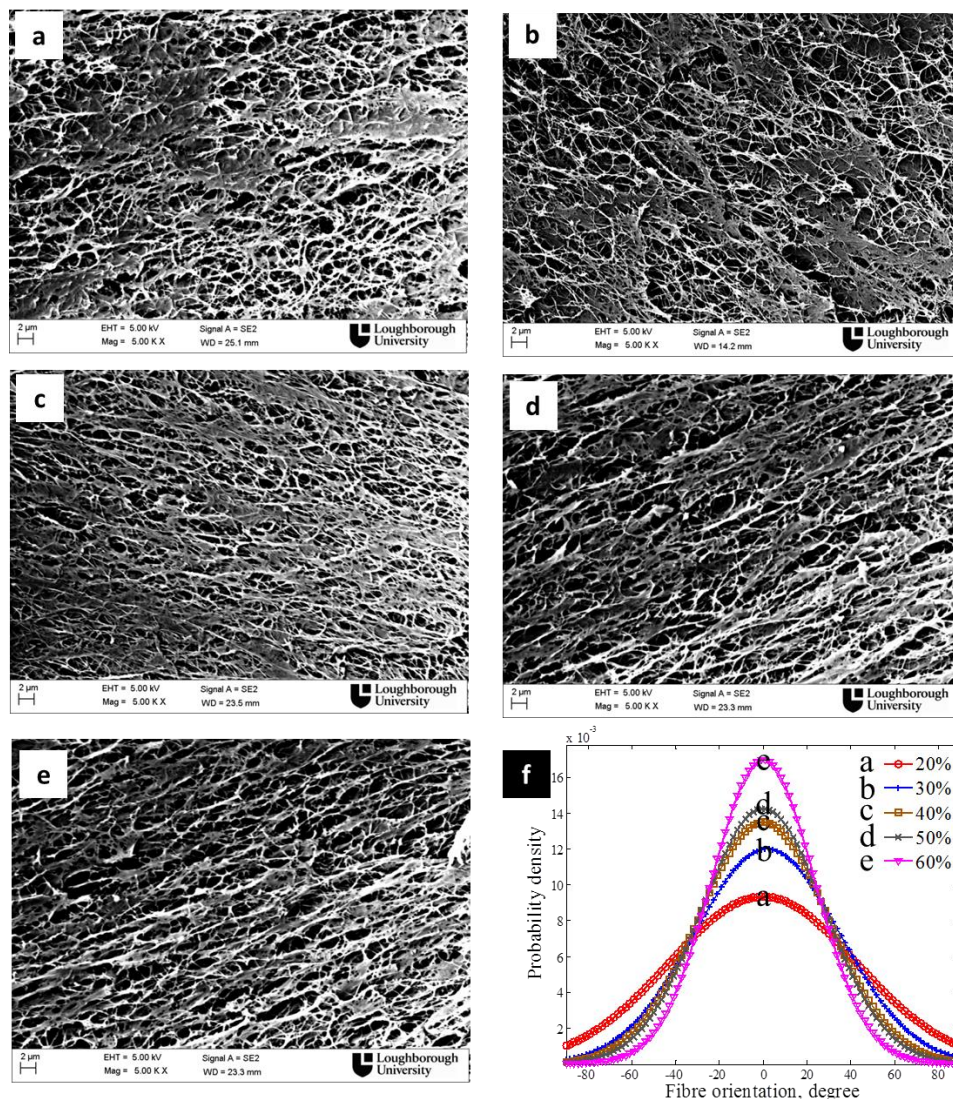 a
2 µm
EHT = 5.00 kV
Signal A = SE2
Mag = 5.00 K X
WD = 25.1 mm
Loughborough
University
b
2 µm
EHT = 5.00 kV
Signal A = SE2
Mag = 5.00 K X
WD = 14.2 mm
Loughborough
University
c
2 µm
EHT = 5.00 kV
Signal A = SE2
Mag = 5.00 K X
WD = 23.5 mm
Loughborough
University
d
2 µm
EHT = 5.00 kV
Signal A = SE2
Mag = 5.00 K X
WD = 23.3 mm
Loughborough
University
e
2 µm
EHT = 5.00 kV
Signal A = SE2
Mag = 5.00 K X
WD = 23.3 mm
Loughborough
University
f
x 10⁻³
16
14
12
10
8
6
4
2
Probability density
-80 -60 -40 -20 0 20 40 60 80
Fibre orientation, degree
e
d
c
b
a
a 20%
b 30%
c 40%
d 50%
e 60%